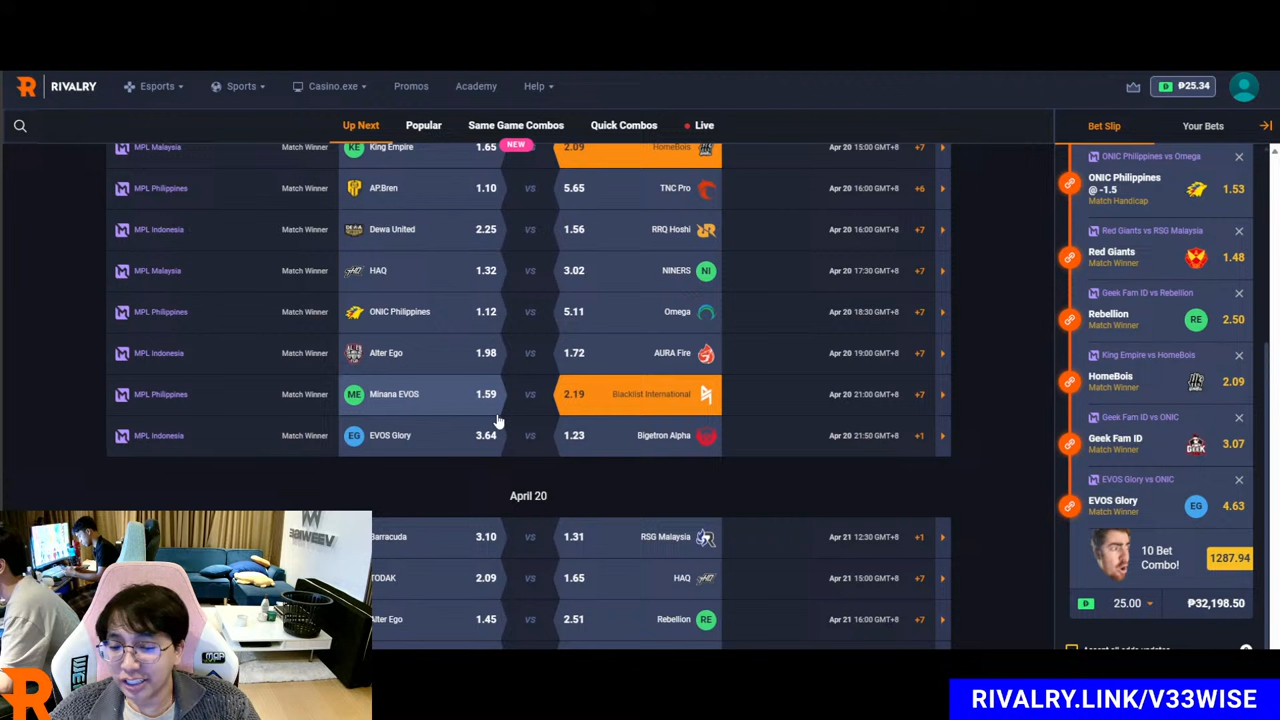 RIVALRY
Esports
Sports
Casino.exe
Promos
Academy
Help
D ₱25.34
Up Next
Popular
Same Game Combos
Quick Combos
Live
NEW
Bet Slip
Your Bets
MPL Malaysia Match Winner KE King Empire 1.65 2.09 HomeBois Apr 20 15:00 GMT+8 +7
MPL Philippines Match Winner AP.Bren 1.10 VS 5.65 TNC Pro Apr 20 16:00 GMT+8 +6
MPL Indonesia Match Winner DEWA Dewa United 2.25 VS 1.56 RRQ Hoshi Apr 20 16:00 GMT+8 +7
MPL Malaysia Match Winner HAQ 1.32 VS 3.02 NINERS NI Apr 20 17:30 GMT+8 +7
MPL Philippines Match Winner ONIC Philippines 1.12 VS 5.11 Omega Apr 20 18:30 GMT+8 +7
MPL Indonesia Match Winner Alter Ego 1.98 VS 1.72 AURA Fire Apr 20 19:00 GMT+8 +7
MPL Philippines Match Winner ME Minana EVOS 1.59 VS 2.19 Blacklist International Apr 20 21:00 GMT+8 +7
MPL Indonesia Match Winner EG EVOS Glory 3.64 VS 1.23 Bigetron Alpha Apr 20 21:50 GMT+8 +1
April 20
Barracuda 3.10 VS 1.31 RSG Malaysia Apr 21 12:30 GMT+8 +1
TODAK 2.09 VS 1.65 HAQ Apr 21 15:00 GMT+8 +7
Alter Ego 1.45 VS 2.51 Rebellion RE Apr 21 16:00 GMT+8 +7
ONIC Philippines vs Omega
ONIC Philippines
@ -1.5
Match Handicap
1.53
Red Giants vs RSG Malaysia
Red Giants
Match Winner
1.48
Geek Fam ID vs Rebellion
Rebellion
Match Winner
RE 2.50
King Empire vs HomeBois
HomeBois
Match Winner
2.09
Geek Fam ID vs ONIC
Geek Fam ID
Match Winner
GEEK 3.07
EVOS Glory vs ONIC
EVOS Glory
Match Winner
EG 4.63
10 Bet
Combo!
1287.94
D 25.00 ₱32,198.50
RIVALRY.LINK/V33WISE